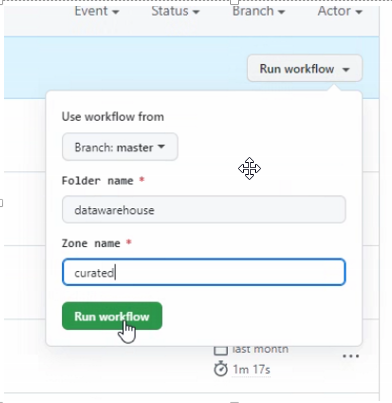 Event Status Branch Actor
Run workflow
Use workflow from
Branch: master
Folder name *
datawarehouse
Zone name *
curated
Run workflow
last month
1m 17s